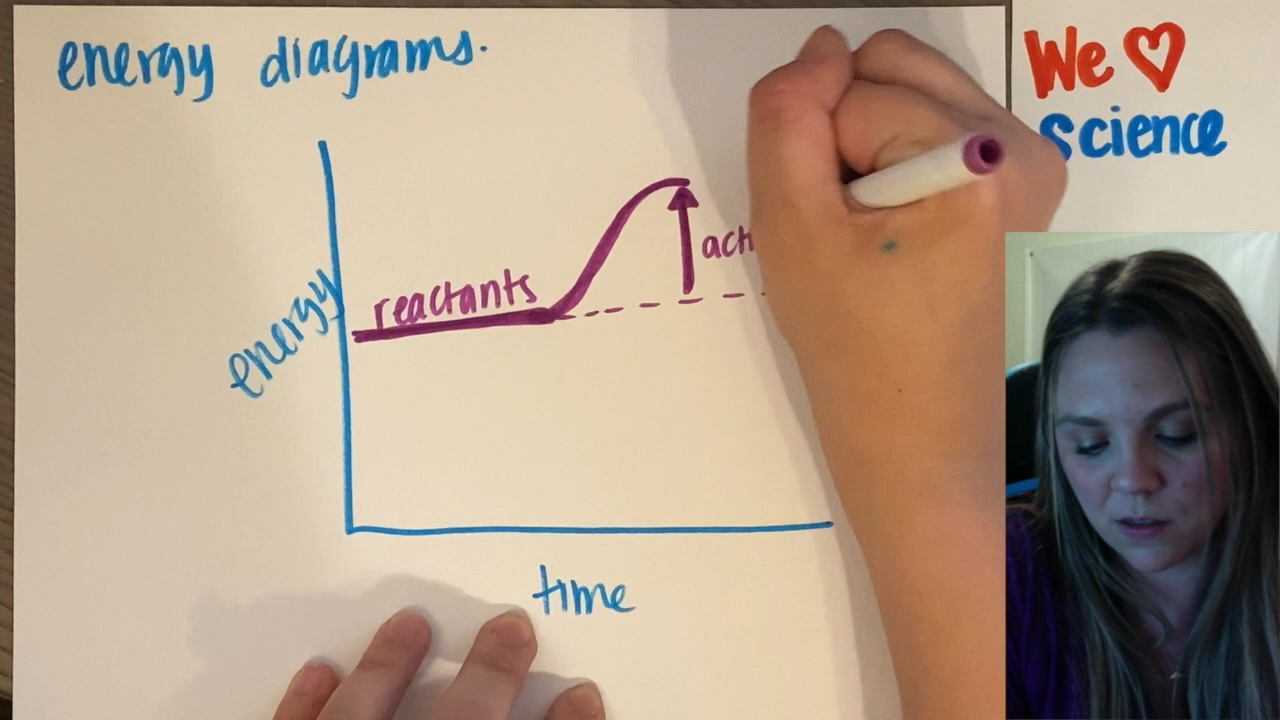 energy diagrams.
We ♡
science
reactants
energy
time